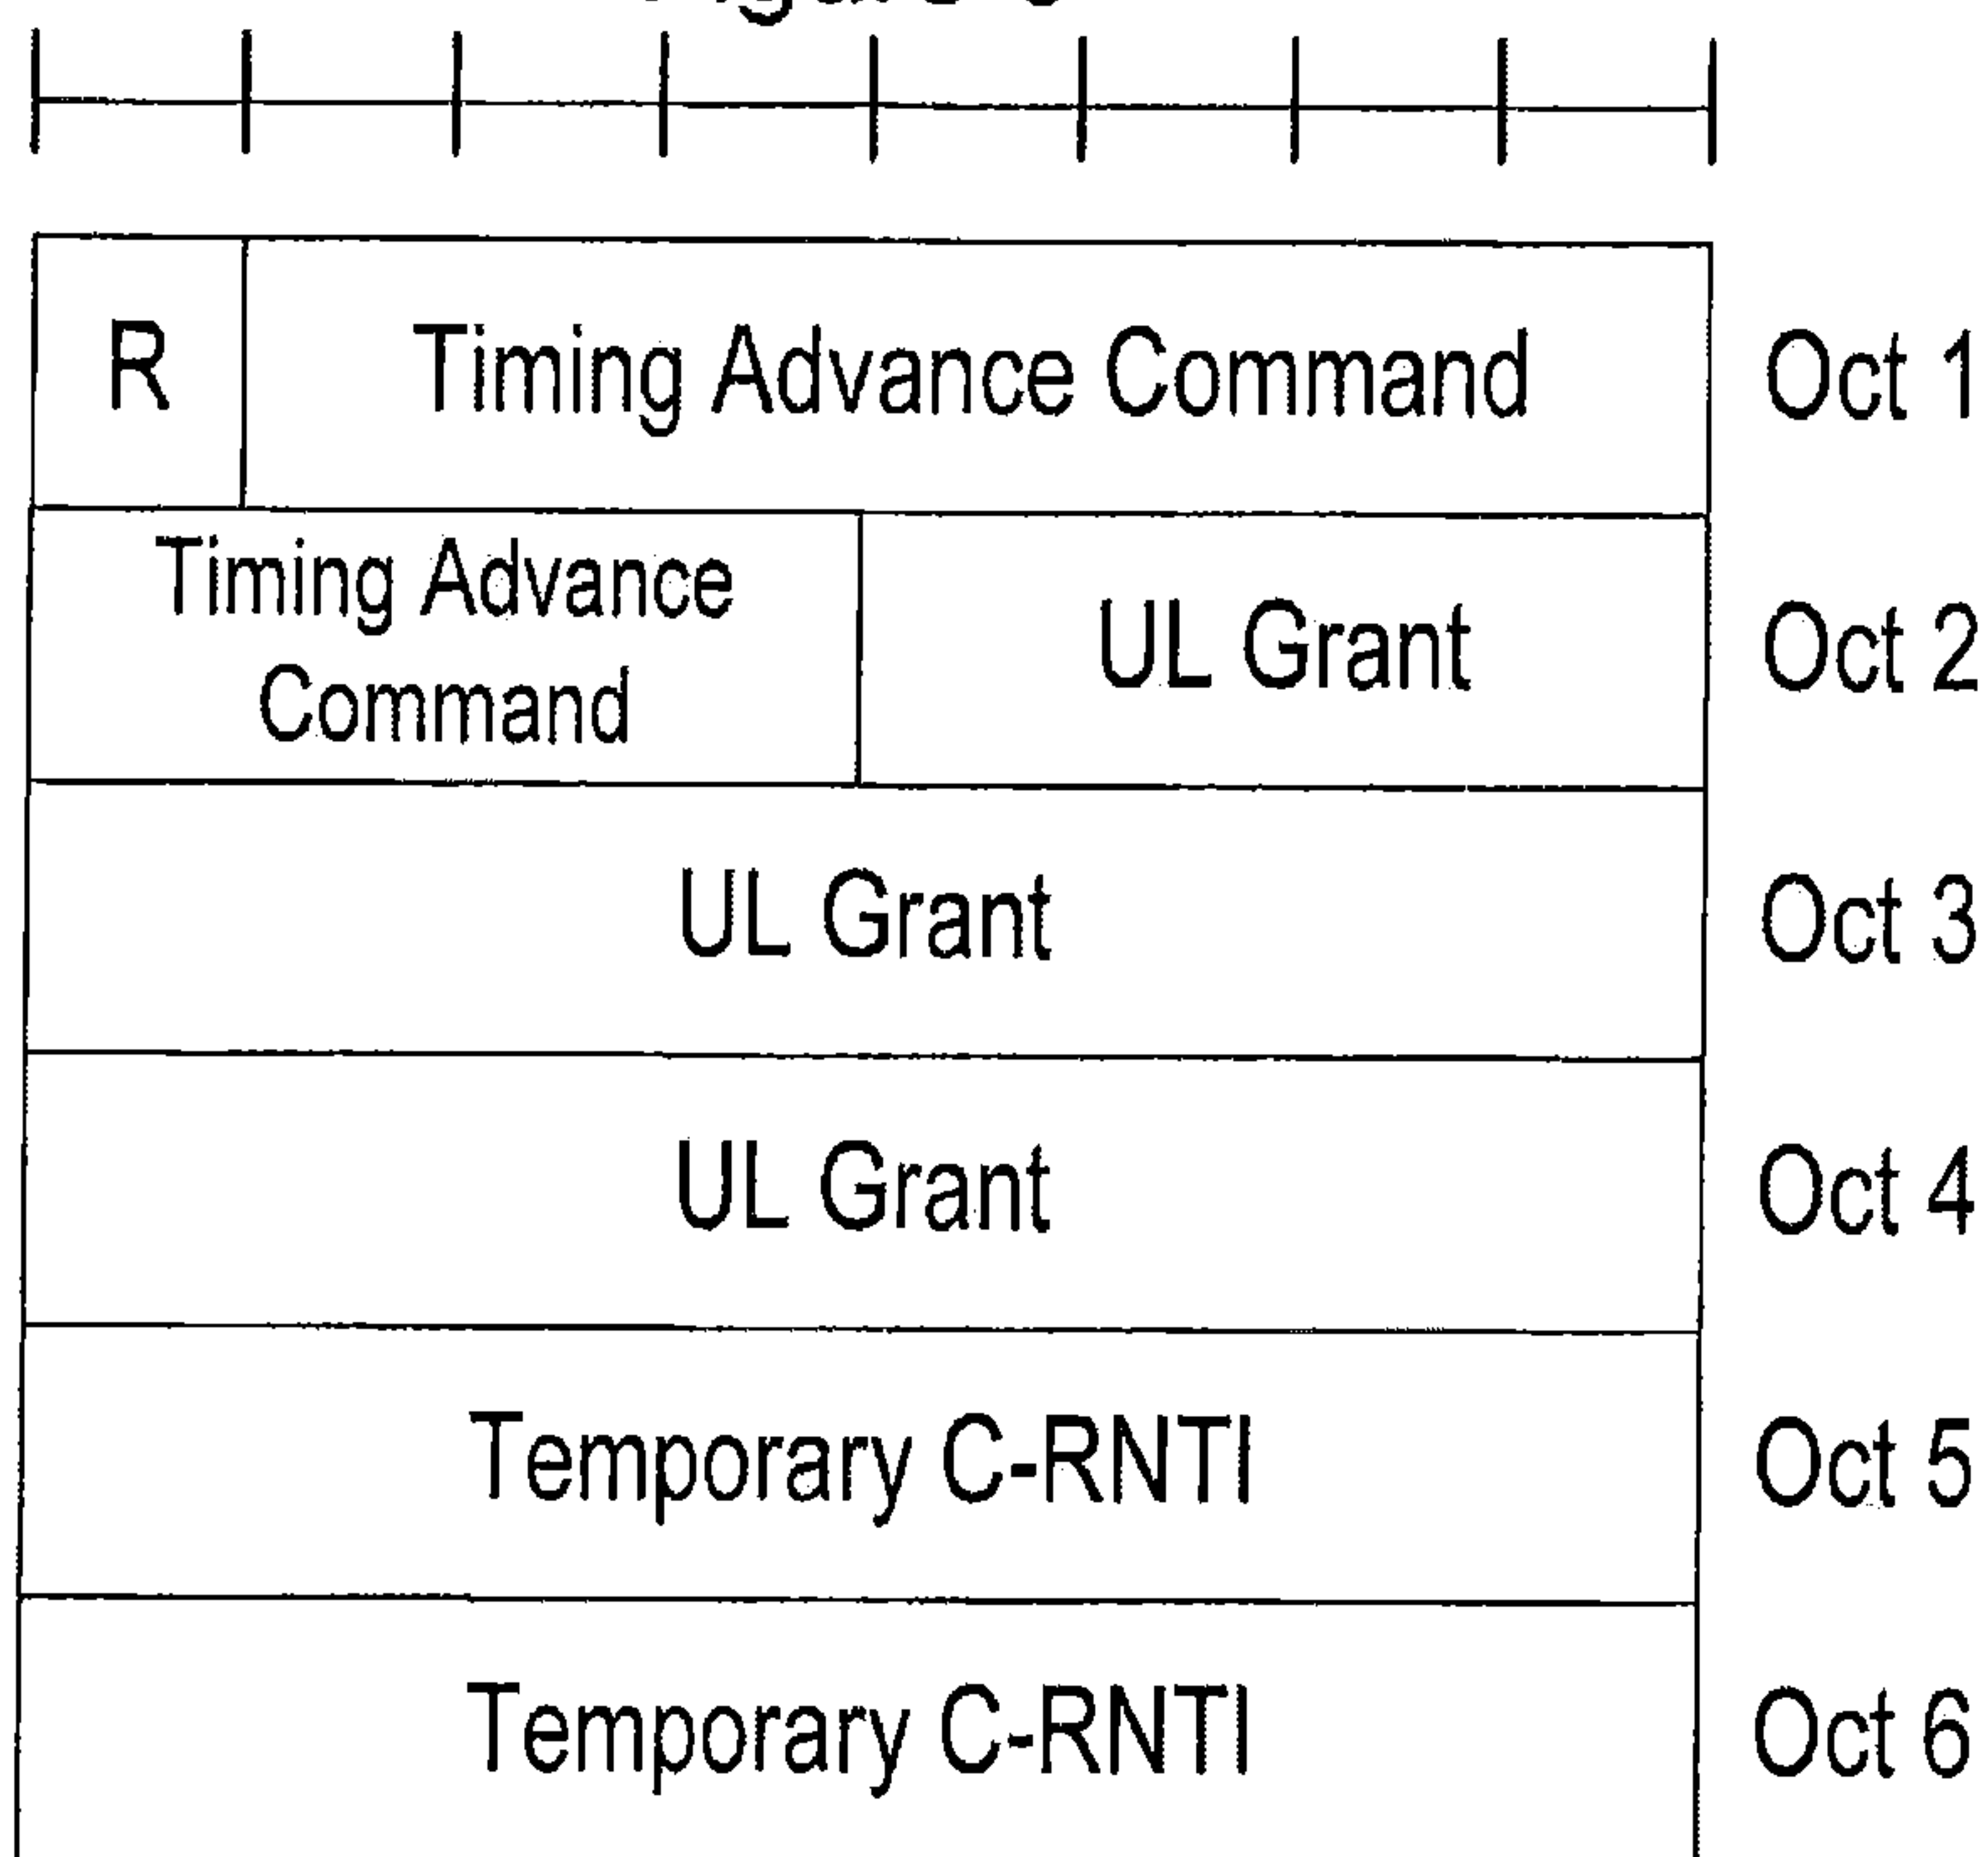 R Timing Advance Command Oct 1
Timing Advance
Command
UL Grant Oct 2
UL Grant Oct 3
UL Grant Oct 4
Temporary C-RNTI Oct 5
Temporary C-RNTI Oct 6